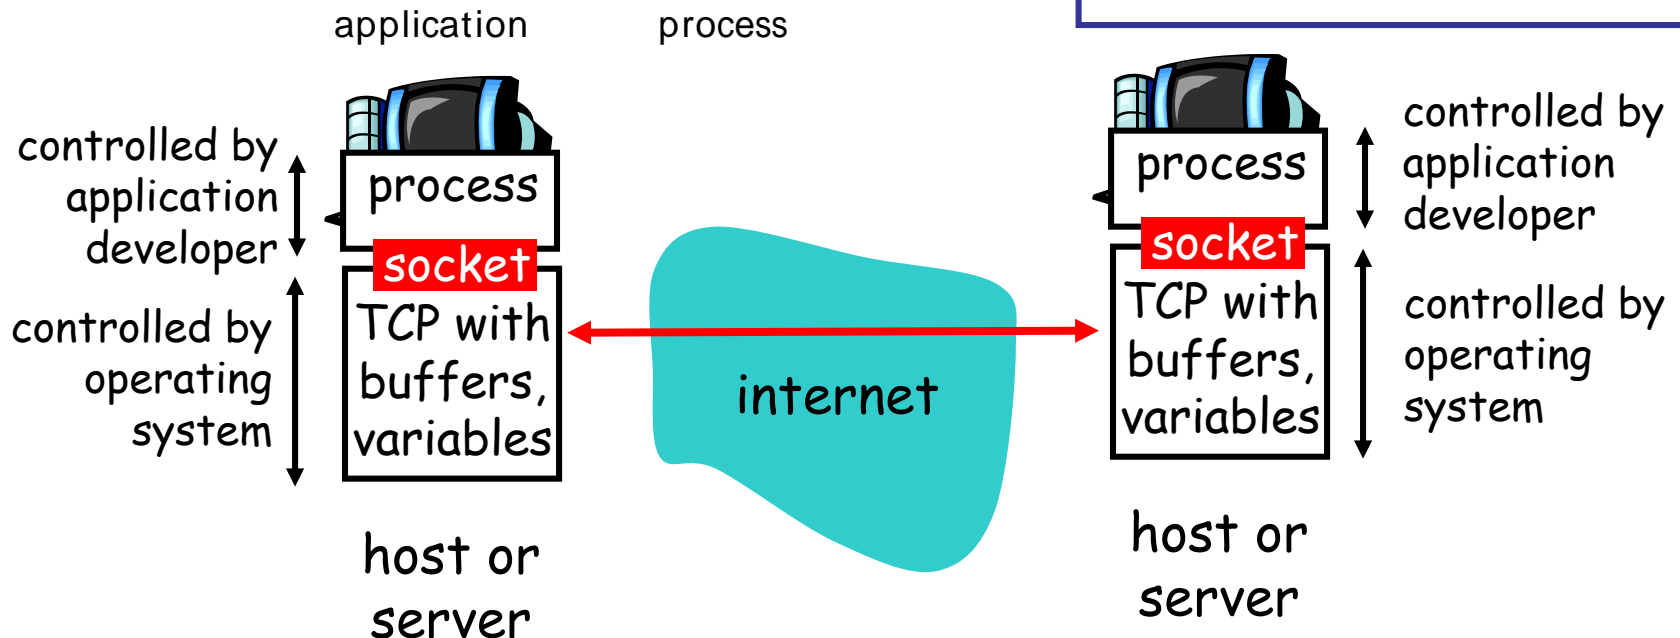 application process
controlled by
application
developer
process
socket
TCP with
buffers,
variables
controlled by
operating
system
host or
server
internet
process
socket
TCP with
buffers,
variables
host or
server
controlled by
application
developer
controlled by
operating
system